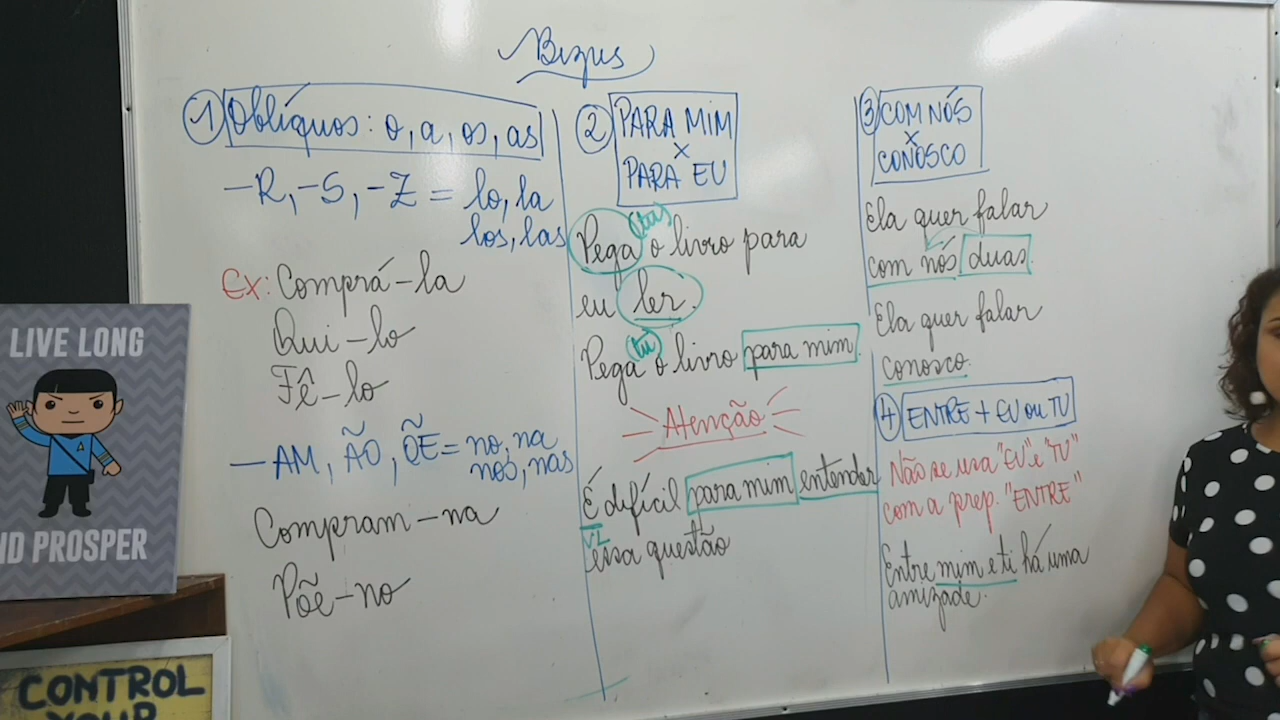 Bizus
① Oblíquos: o, a, os, as
-R, -S, -Z = lo, la
los, las
Ex: Comprá-la
Qui-lo
Fê-lo
-AM, ÃO, ÕE = no, na
nos, nas
Compram-na
Põe-no
② PARA MIM
×
PARA EU
(tas)
Pega o livro para
eu ler.
(tu)
Pega o livro para mim.
Atenção
É difícil para mim entender
VL
essa questão
③ COM NÓS
×
CONOSCO
Ela quer falar
com nós duas.
Ela quer falar
conosco.
④ ENTRE + EU ou TU
Não se usa "EU" e "TU"
com a prep. "ENTRE"
Entre mim e ti há uma
amizade.
LIVE LONG
ND PROSPER
CONTROL
YOUR